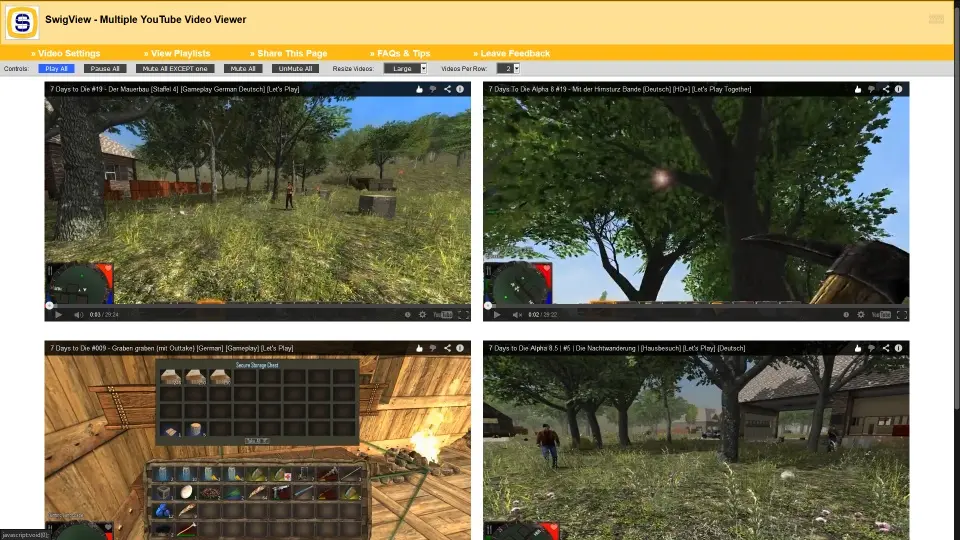 S
SwigView - Multiple YouTube Video Viewer
» Video Settings
» View Playlists
» Share This Page
» FAQs & Tips
» Leave Feedback
Controls: Play All Pause All Mute All EXCEPT one Mute All UnMute All Resize Videos: Large Videos Per Row: 2
7 Days to Die #19 - Der Mauerbau [Staffel 4] [Gameplay German Deutsch] [Let's Play]
0:03 / 29:24
YouTube
7 Days To Die Alpha 8 #19 - Mit der Hirnsturz Bande [Deutsch] [HD+] [Let's Play Together]
0:02 / 29:22
YouTube
7 Days to Die #009 - Graben graben (mit Outtake) [German] [Gameplay] [Let's Play]
Secure Storage Chest
7 Days to Die Alpha 8.5 | #5 | Die Nachtwanderung | [Hausbesuch] [Let's Play] [Deutsch]
javascript:void(0);